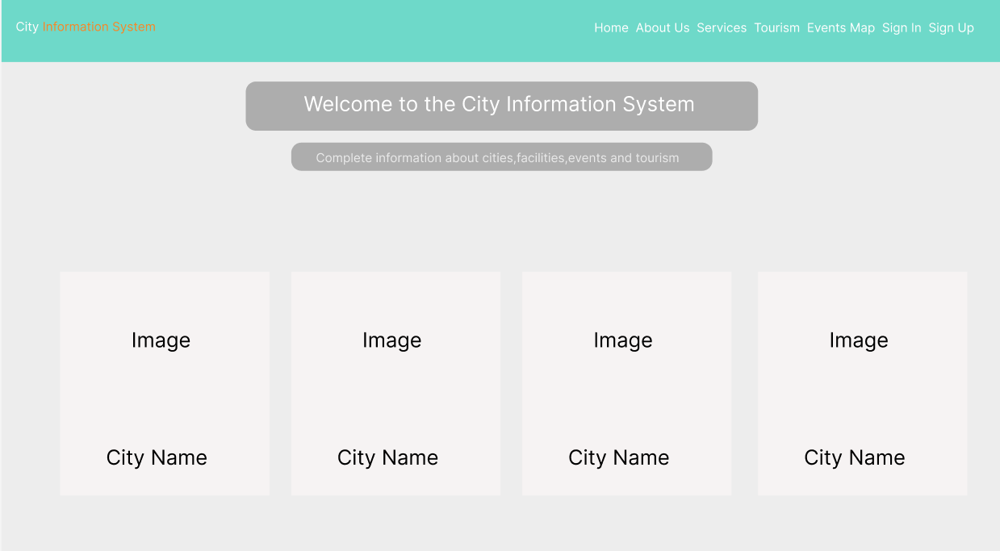 City Information System
Home About Us Services Tourism Events Map Sign In Sign Up
Welcome to the City Information System
Complete information about cities,facilities,events and tourism
Image Image Image Image
City Name City Name City Name City Name